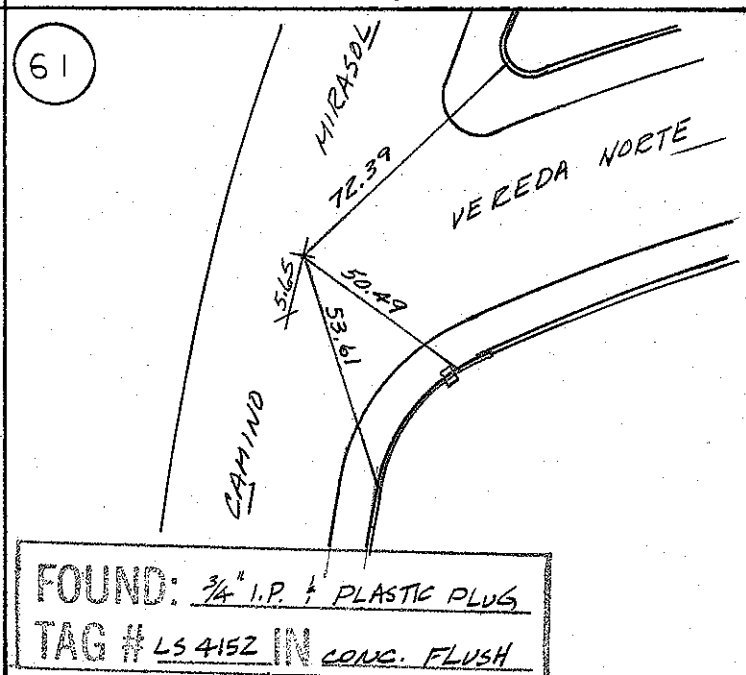 61
MIRASOL
72.39
VEREDA NORTE
5.65
50.49
53.61
CAMINO
FOUND: 3/4" I.P. & PLASTIC PLUG
TAG # LS 4152 IN CONC. FLUSH